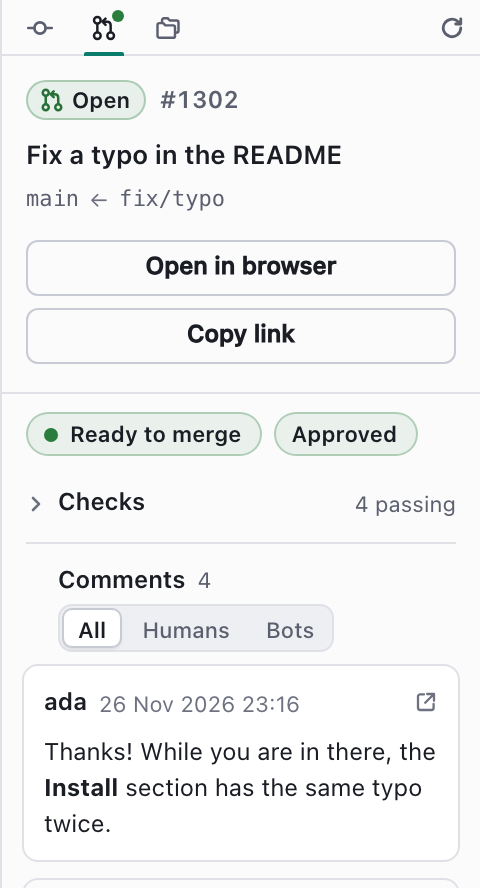 Open #1302
Fix a typo in the README
main ← fix/typo
Open in browser
Copy link
Ready to merge Approved
Checks 4 passing
Comments 4
All Humans Bots
ada 26 Nov 2026 23:16
Thanks! While you are in there, the
Install section has the same typo
twice.